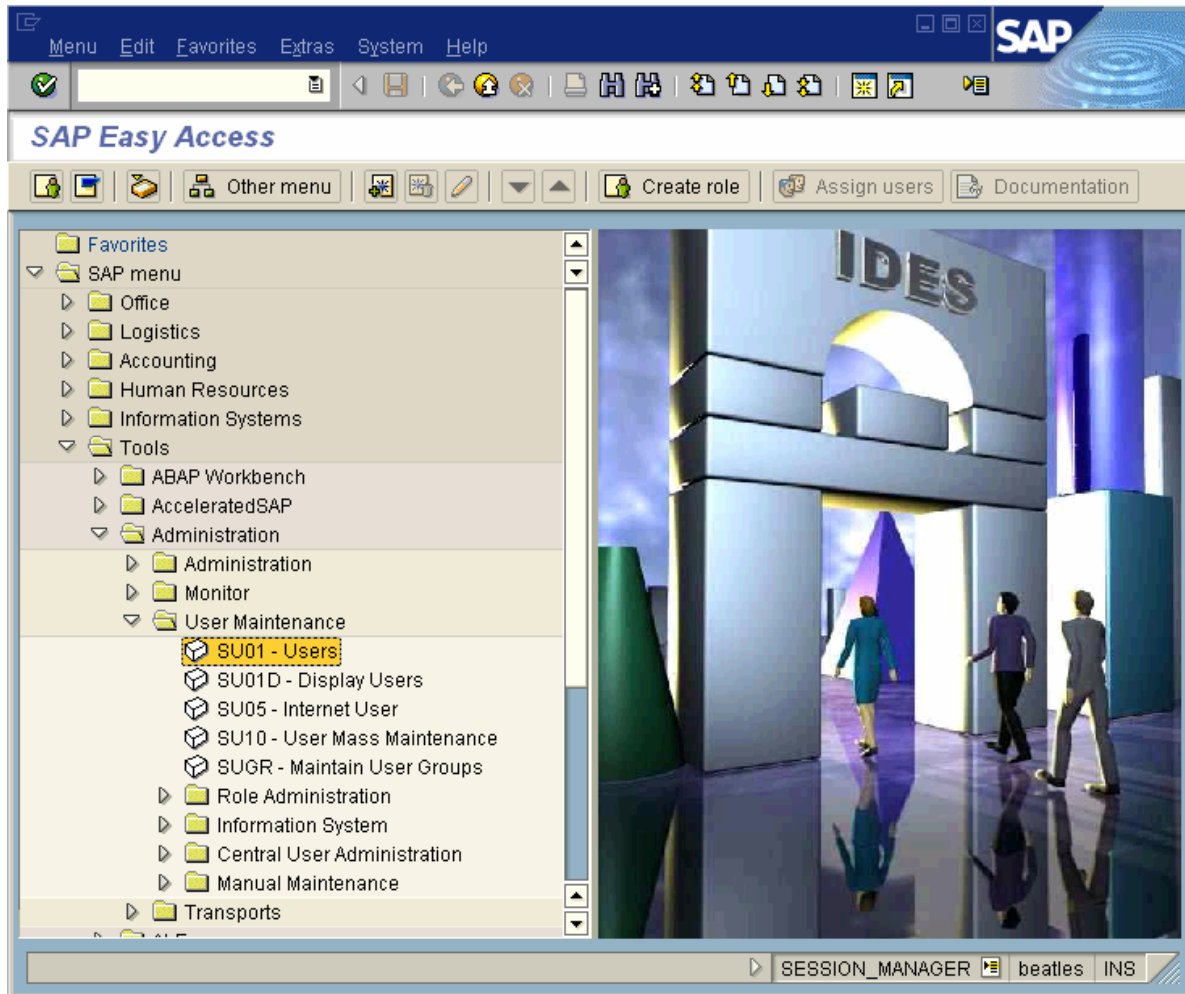 Menu Edit Favorites Extras System Help
SAP
SAP Easy Access
Other menu Create role Assign users Documentation
Favorites
SAP menu
Office
Logistics
Accounting
Human Resources
Information Systems
Tools
ABAP Workbench
AcceleratedSAP
Administration
Administration
Monitor
User Maintenance
SU01 - Users
SU01D - Display Users
SU05 - Internet User
SU10 - User Mass Maintenance
SUGR - Maintain User Groups
Role Administration
Information System
Central User Administration
Manual Maintenance
Transports
IDES
SESSION_MANAGER beatles INS